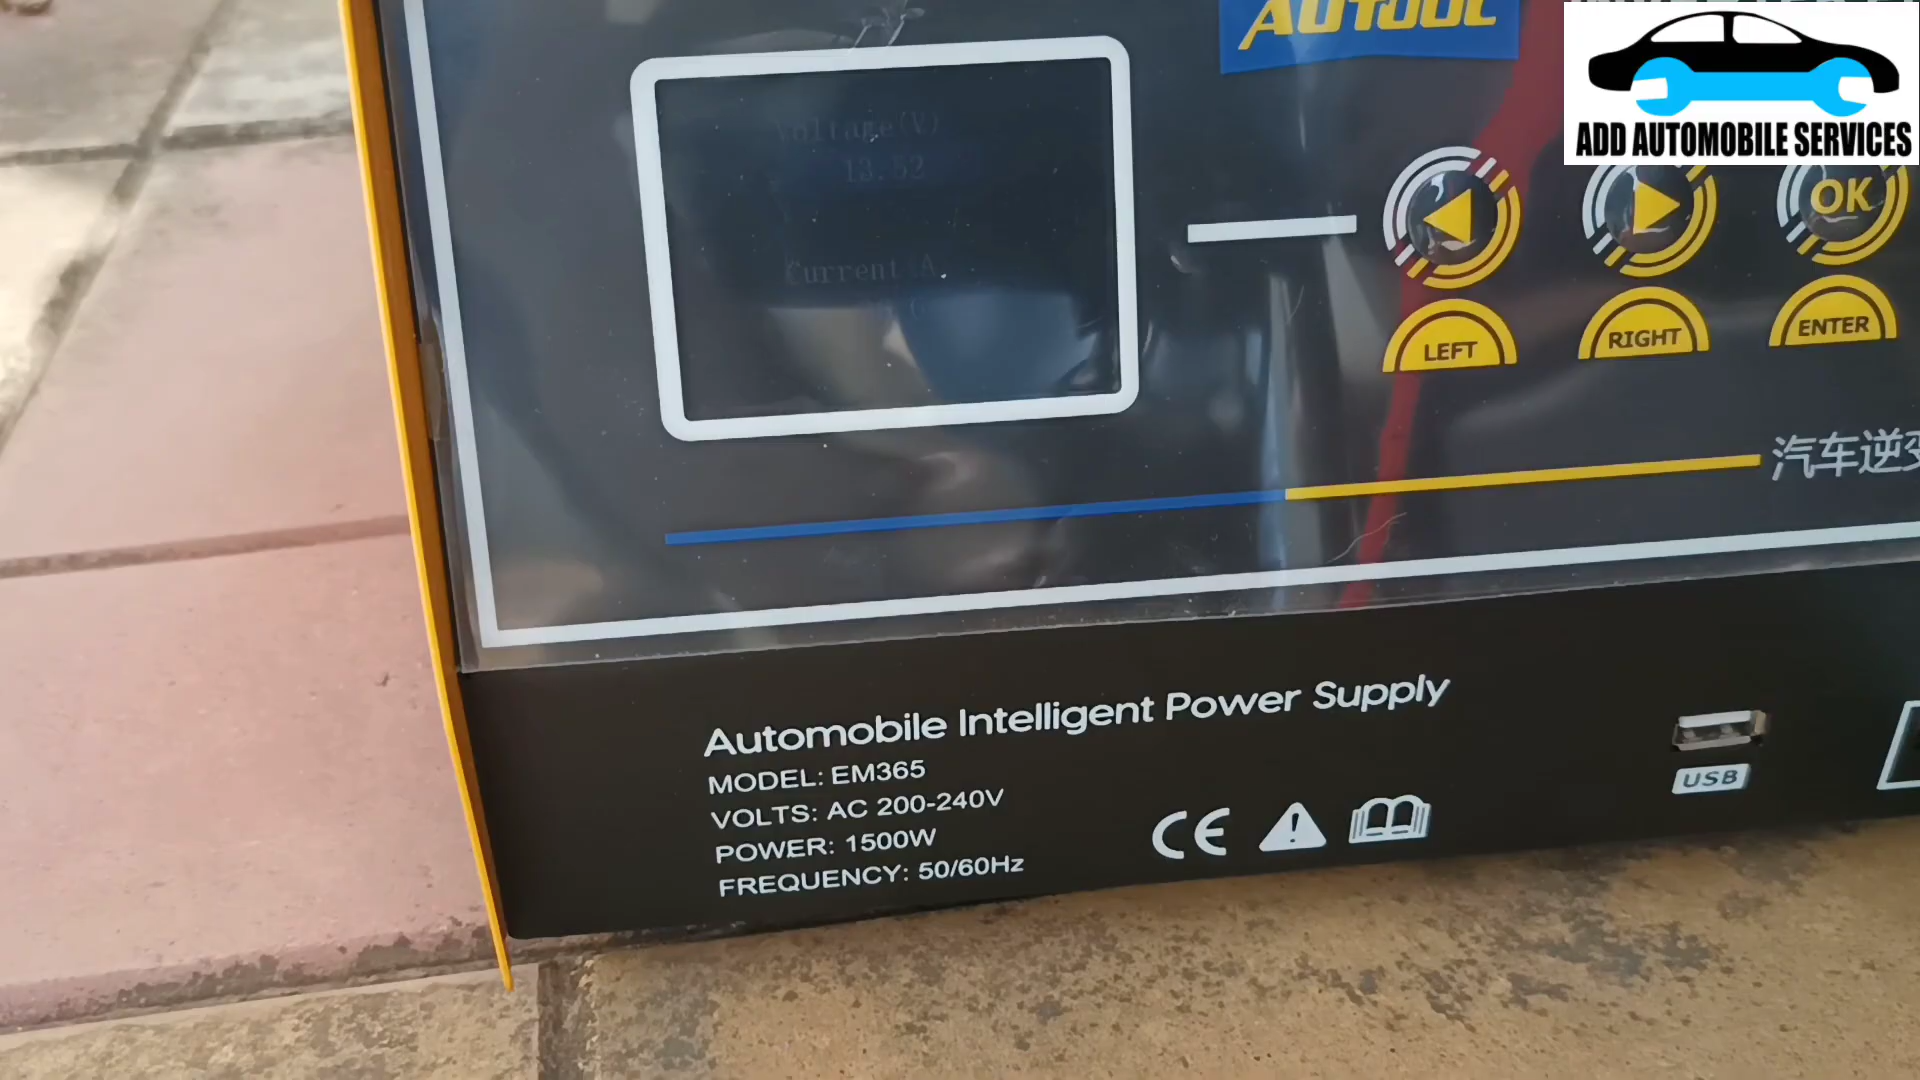 AUTOOL
ADD AUTOMOBILE SERVICES
Voltage(V)
13.52
Current A
OK
LEFT
RIGHT
ENTER
汽车逆变
Automobile Intelligent Power Supply
MODEL: EM365
VOLTS: AC 200-240V
POWER: 1500W
FREQUENCY: 50/60Hz
CE
USB